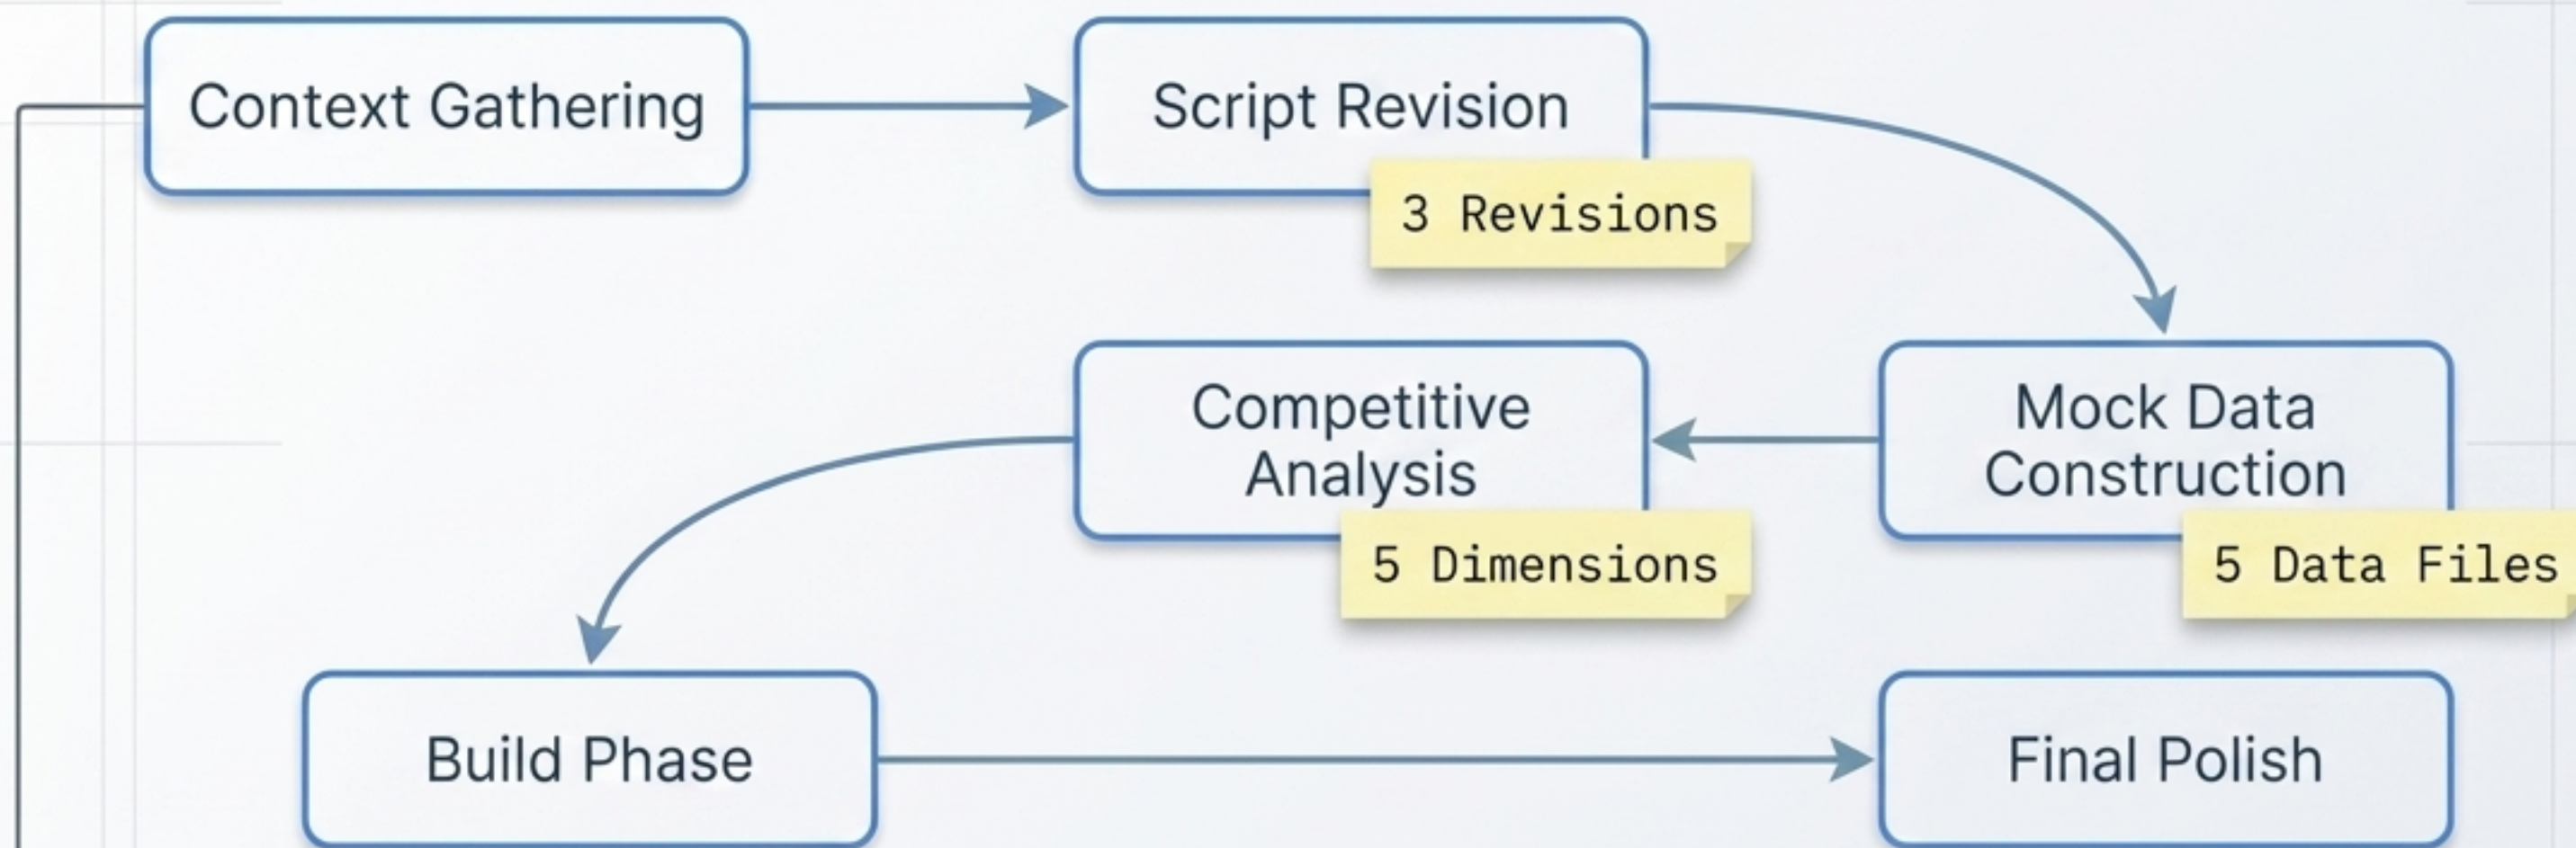 Context Gathering
Script Revision
3 Revisions
Mock Data
Construction
5 Data Files
Competitive
Analysis
5 Dimensions
Build Phase
Final Polish